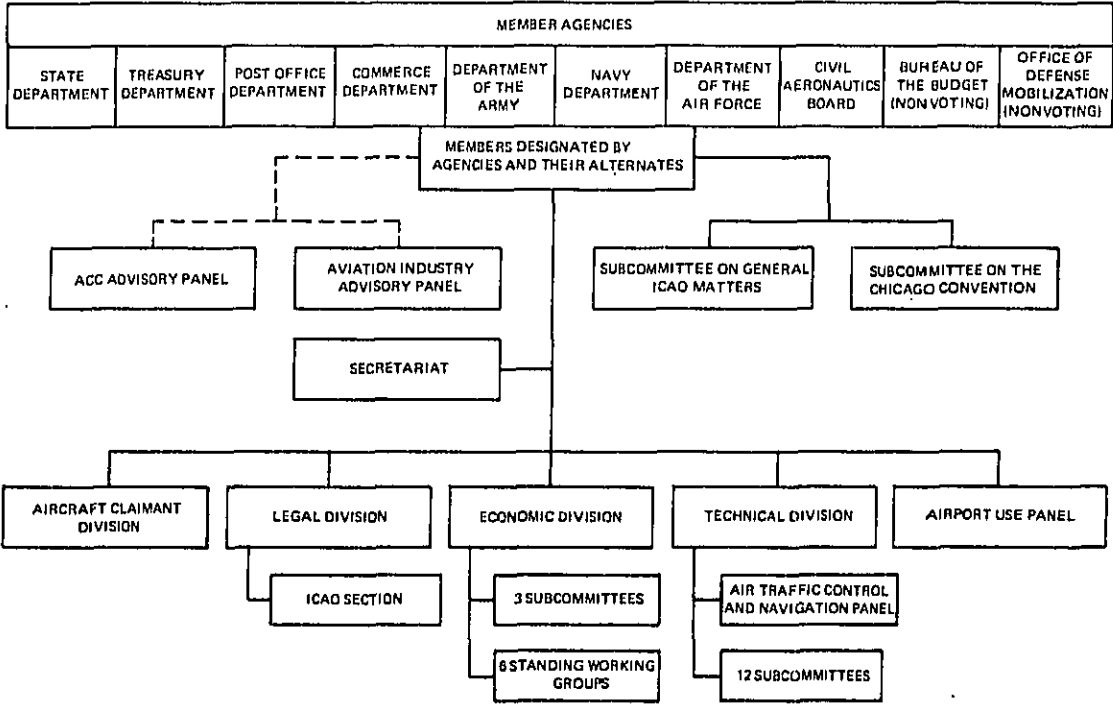 MEMBER AGENCIES
STATE
DEPARTMENT
TREASURY
DEPARTMENT
POST OFFICE
DEPARTMENT
COMMERCE
DEPARTMENT
DEPARTMENT
OF THE
ARMY
NAVY
DEPARTMENT
DEPARTMENT
OF THE
AIR FORCE
CIVIL
AERONAUTICS
BOARD
BUREAU OF
THE BUDGET
(NONVOTING)
OFFICE OF
DEFENSE
MOBILIZATION
(NONVOTING)
MEMBERS DESIGNATED BY
AGENCIES AND THEIR ALTERNATES
ACC ADVISORY PANEL
AVIATION INDUSTRY
ADVISORY PANEL
SUBCOMMITTEE ON GENERAL
ICAO MATTERS
SUBCOMMITTEE ON THE
CHICAGO CONVENTION
SECRETARIAT
AIRCRAFT CLAIMANT
DIVISION
LEGAL DIVISION
ECONOMIC DIVISION
TECHNICAL DIVISION
AIRPORT USE PANEL
ICAO SECTION
3 SUBCOMMITTEES
AIR TRAFFIC CONTROL
AND NAVIGATION PANEL
6 STANDING WORKING
GROUPS
12 SUBCOMMITTEES